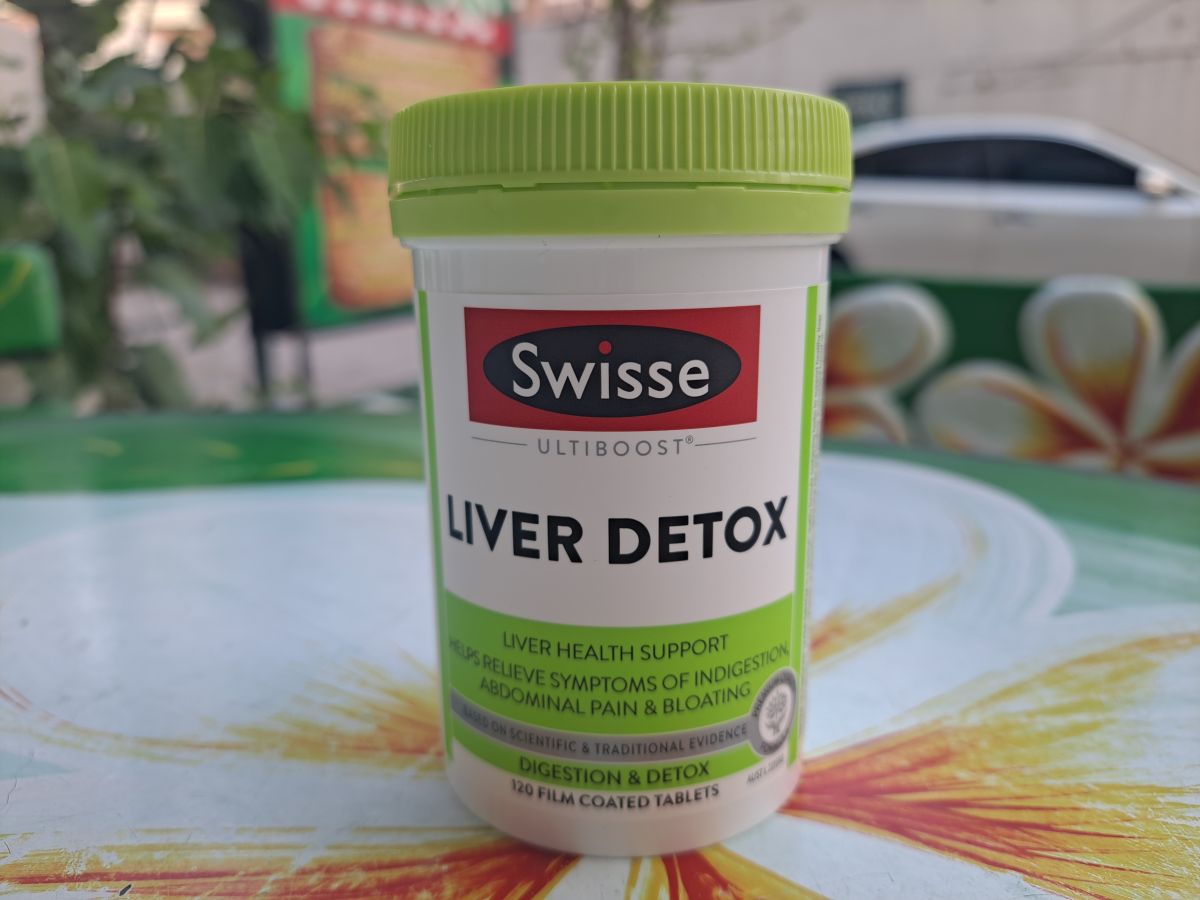 Swisse
ULTIBOOST®
LIVER DETOX
LIVER HEALTH SUPPORT
HELPS RELIEVE SYMPTOMS OF INDIGESTION,
ABDOMINAL PAIN & BLOATING
BASED ON SCIENTIFIC & TRADITIONAL EVIDENCE
DIGESTION & DETOX
120 FILM COATED TABLETS